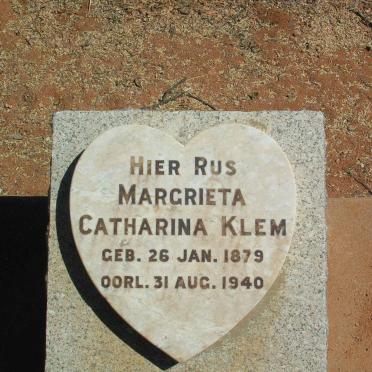 HIER RUS
MARGRIETA
CATHARINA KLEM
GEB. 26 JAN. 1879
OORL. 31 AUG. 1940